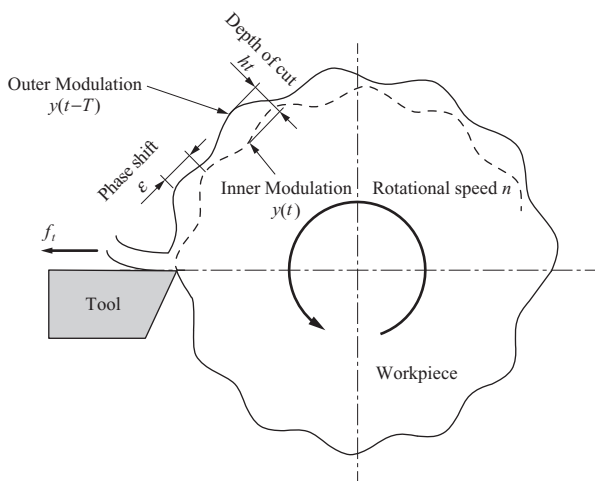 Depth of cut
ht
Outer Modulation
y(t−T)
Phase shift
ε
Inner Modulation
y(t)
Rotational speed n
f_t
Tool
Workpiece